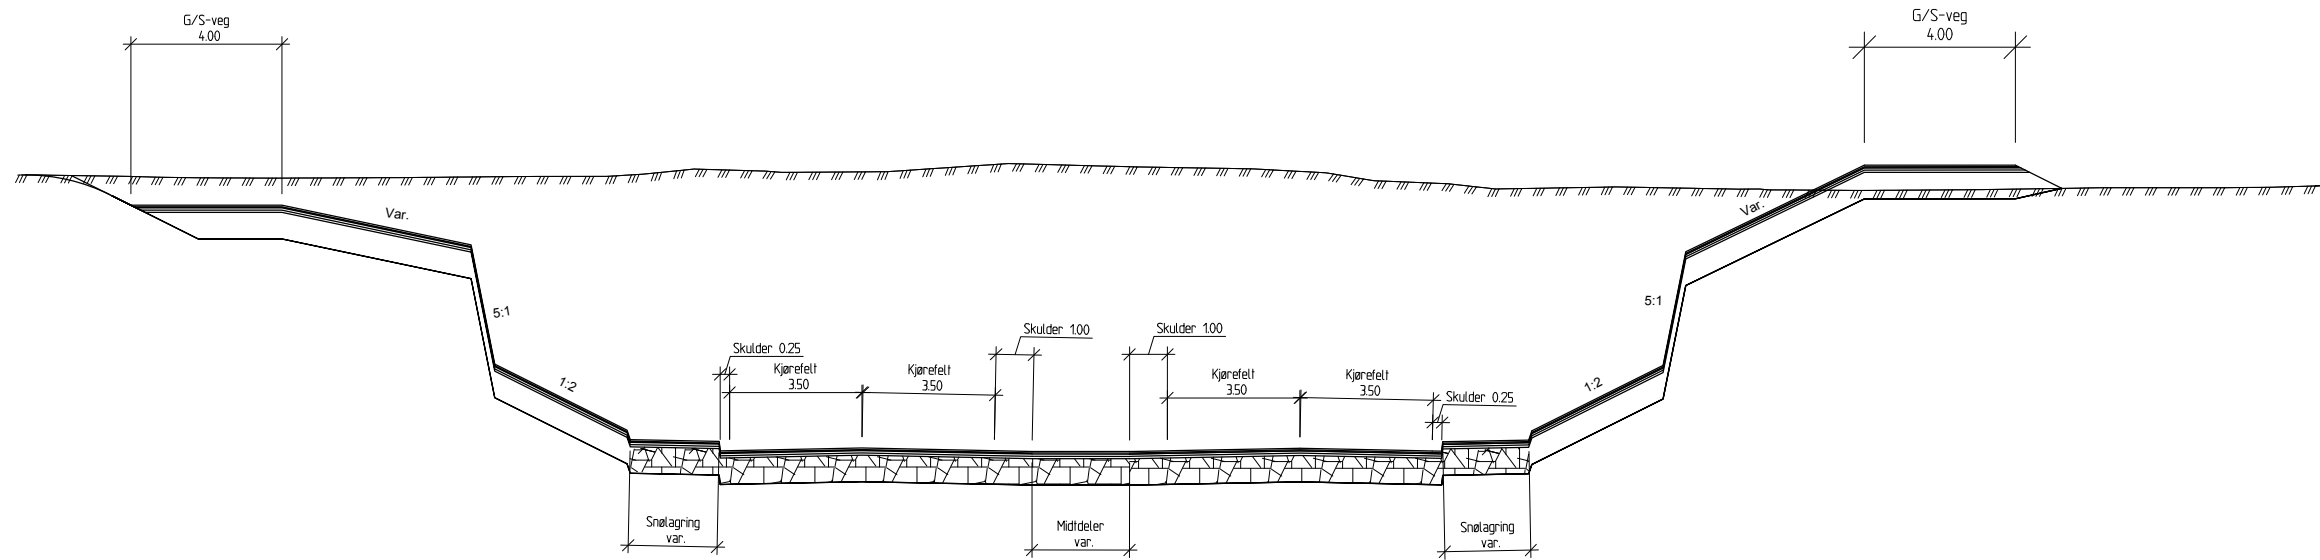 G/S-veg
4.00
G/S-veg
4.00
Var.
Var.
5:1
5:1
Skulder 1.00
Skulder 1.00
Skulder 0.25
Kjørefelt
3.50
Kjørefelt
3.50
Kjørefelt
3.50
Kjørefelt
3.50
Skulder 0.25
1:2
1:2
Snølagring
var.
Midtdeler
var.
Snølagring
var.